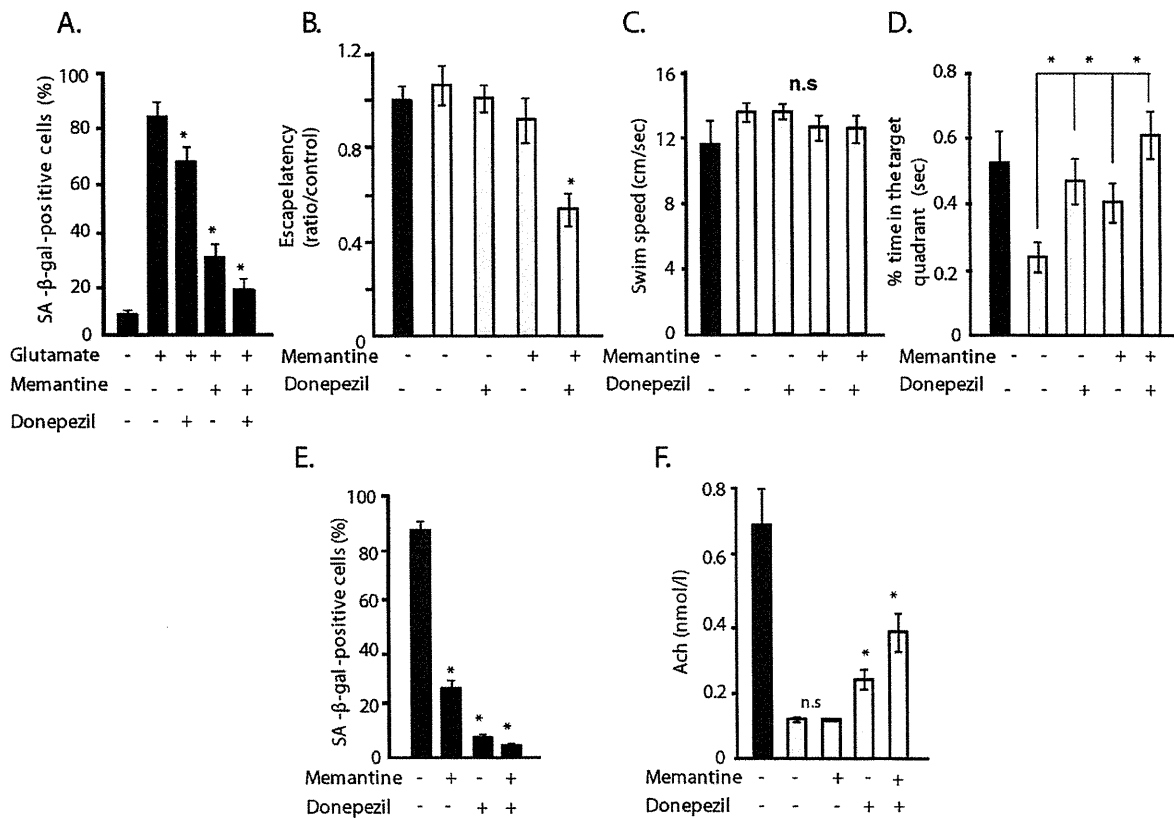 A.
SA -β-gal-positive cells (%)
100
80
60
40
20
0
*
*
*
Glutamate - + + + +
Memantine - - - + +
Donepezil - - + - +
B.
Escape latency
(ratio/control)
1.2
0.8
0.4
0
*
Memantine - - - + +
Donepezil - - + - +
C.
Swim speed (cm/sec)
16
12
8
4
0
n.s
Memantine - - - + +
Donepezil - - + - +
D.
% time in the target
quadrant (sec)
0.8
0.6
0.4
0.2
0
* * *
Memantine - - - + +
Donepezil - - + - +
E.
SA -β-gal-positive cells (%)
100
80
60
40
20
0
*
*
*
Memantine - + - +
Donepezil - - + +
F.
Ach (nmol/l)
0.8
0.6
0.4
0.2
0
n.s
*
*
Memantine - - + - +
Donepezil - - - + +